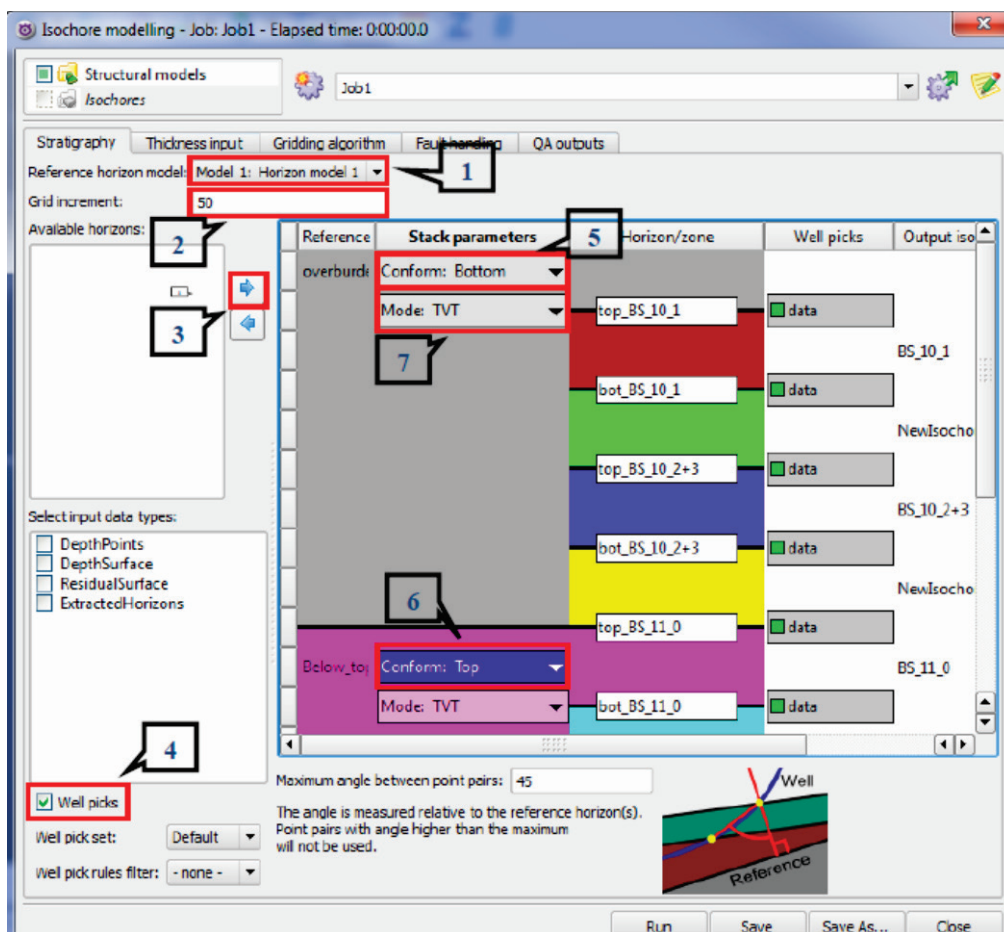 Isochore modelling - Job: Job1 - Elapsed time: 0:00:00.0
Structural models
Isochores
Job1
Stratigraphy Thickness input Gridding algorithm Fault handling QA outputs
Reference horizon model: Model 1: Horizon model 1
1
Grid increment: 50
Available horizons:
2
3
Reference Stack parameters 5 Horizon/zone Well picks Output iso
overburde Conform: Bottom
Mode: TVT top_BS_10_1 data
7
BS_10_1
bot_BS_10_1 data
NewIsocho
top_BS_10_2+3 data
BS_10_2+3
bot_BS_10_2+3 data
NewIsocho
6
top_BS_11_0 data
Below_top Conform: Top BS_11_0
Mode: TVT bot_BS_11_0 data
Select input data types:
DepthPoints
DepthSurface
ResidualSurface
ExtractedHorizons
4
Well picks
Well pick set: Default
Well pick rules filter: - none -
Maximum angle between point pairs: 45
The angle is measured relative to the reference horizon(s).
Point pairs with angle higher than the maximum
will not be used.
Well
Reference
Run Save Save As... Close